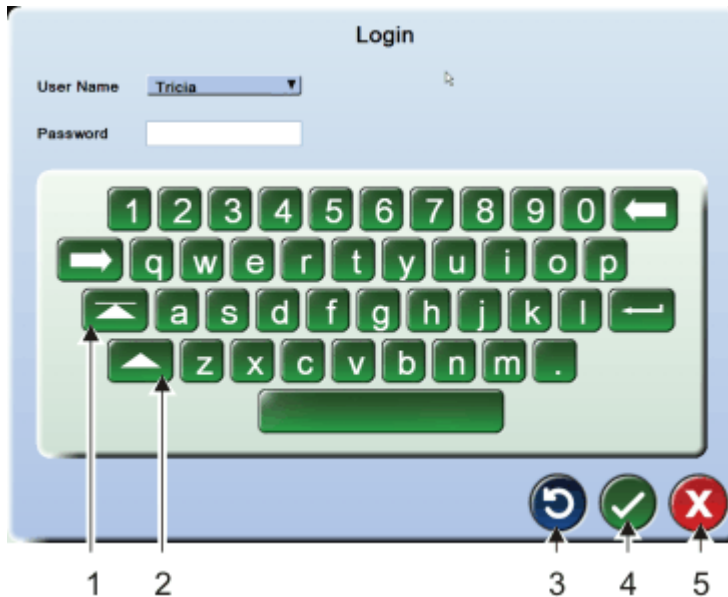 Login
User Name Tricia
Password
1 2 3 4 5 6 7 8 9 0
q w e r t y u i o p
a s d f g h j k l
z x c v b n m .
1 2 3 4 5